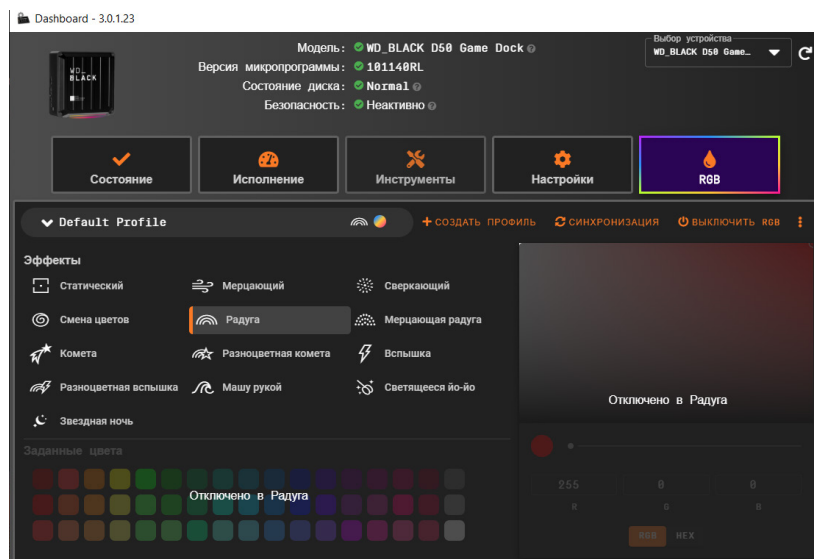 Dashboard - 3.0.1.23
Выбор устройства
WD_BLACK D50 Game…
Модель: WD_BLACK D50 Game Dock
Версия микропрограммы: 101140RL
Состояние диска: Normal
Безопасность: Неактивно
WD_
BLACK
Состояние
Исполнение
Инструменты
Настройки
RGB
Default Profile
СОЗДАТЬ ПРОФИЛЬ
СИНХРОНИЗАЦИЯ
ВЫКЛЮЧИТЬ RGB
Эффекты
Статический
Мерцающий
Сверкающий
Смена цветов
Радуга
Мерцающая радуга
Комета
Разноцветная комета
Вспышка
Разноцветная вспышка
Машу рукой
Светящееся йо-йо
Звездная ночь
Отключено в Радуга
Заданные цвета
Отключено в Радуга
255
0
0
R
G
B
RGB
HEX